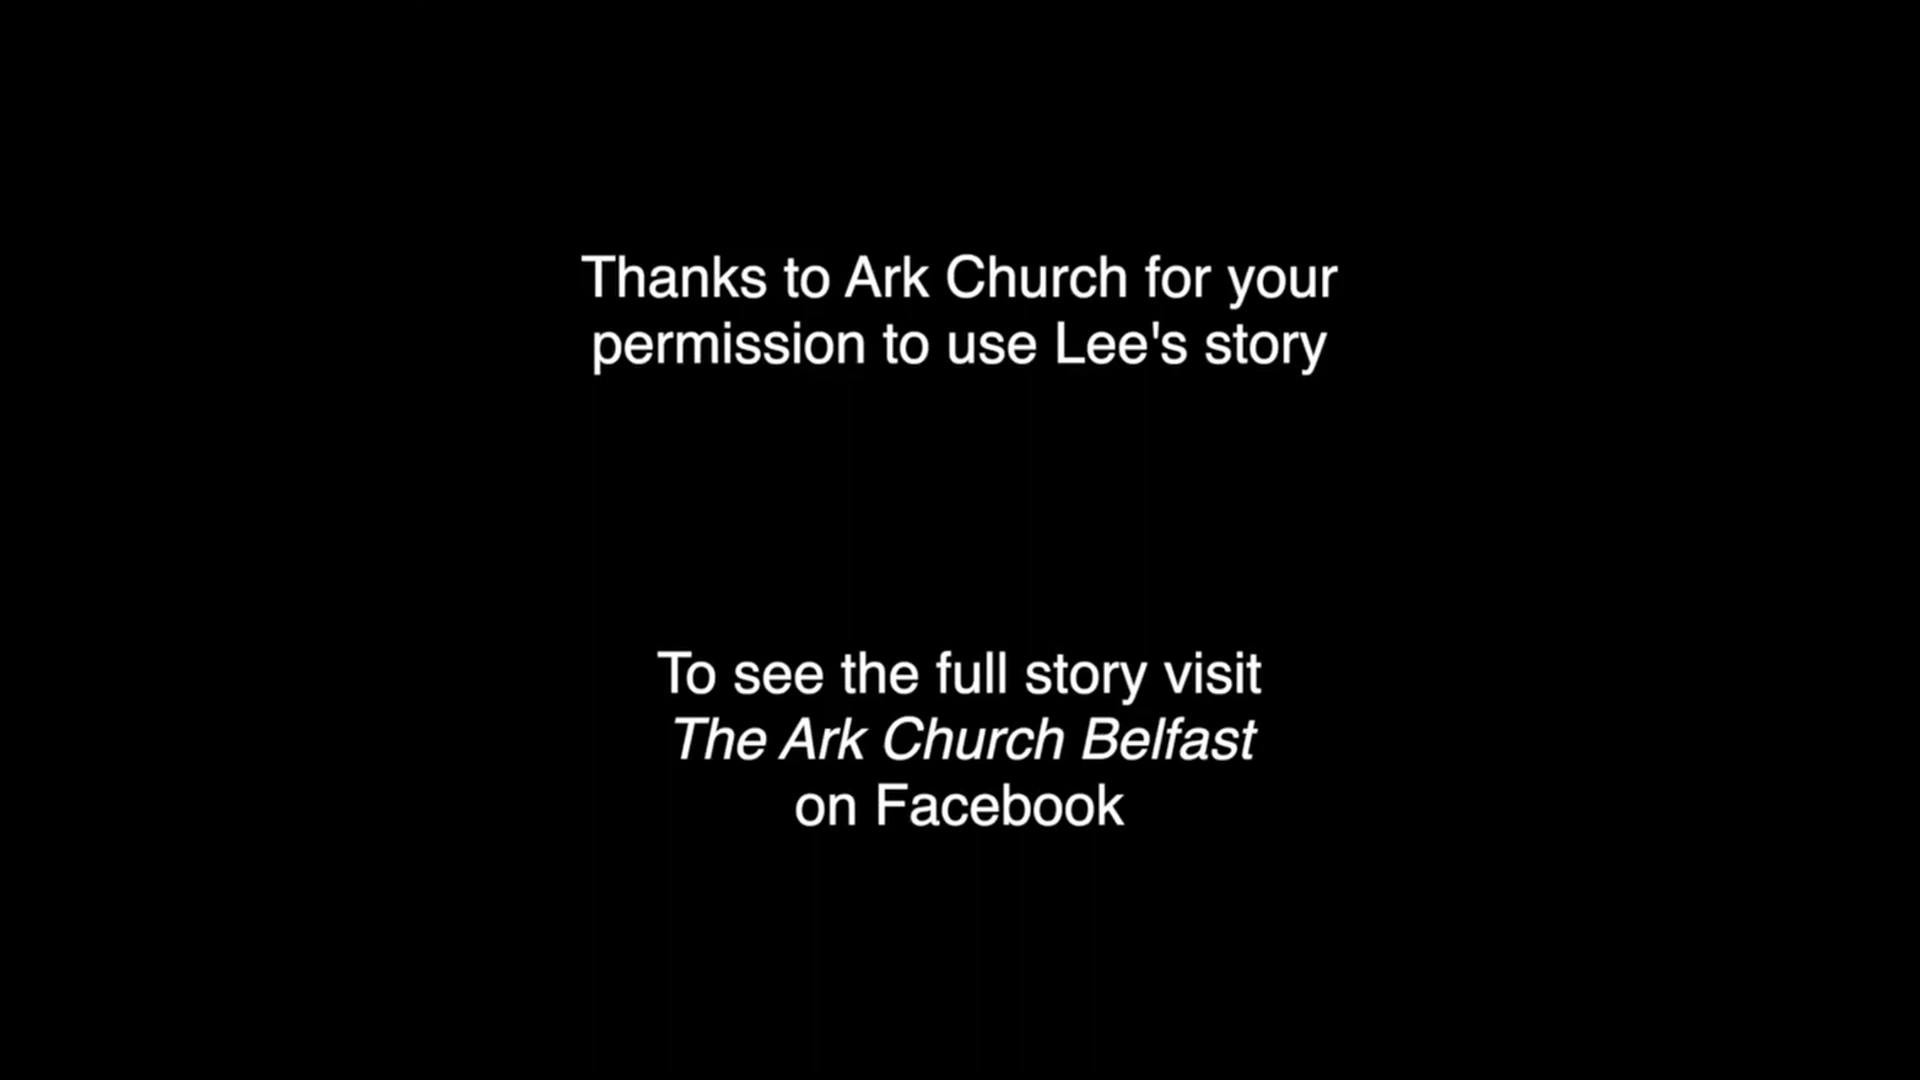 Thanks to Ark Church for your
permission to use Lee's story
To see the full story visit
The Ark Church Belfast
on Facebook